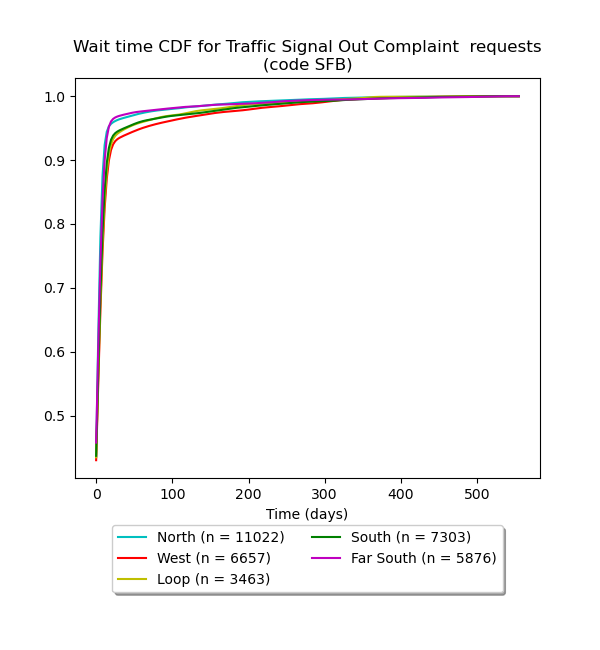 Wait time CDF for Traffic Signal Out Complaint  requests
(code SFB)
1.0
0.9
0.8
0.7
0.6
0.5
0 100 200 300 400 500
Time (days)
North (n = 11022)
West (n = 6657)
Loop (n = 3463)
South (n = 7303)
Far South (n = 5876)